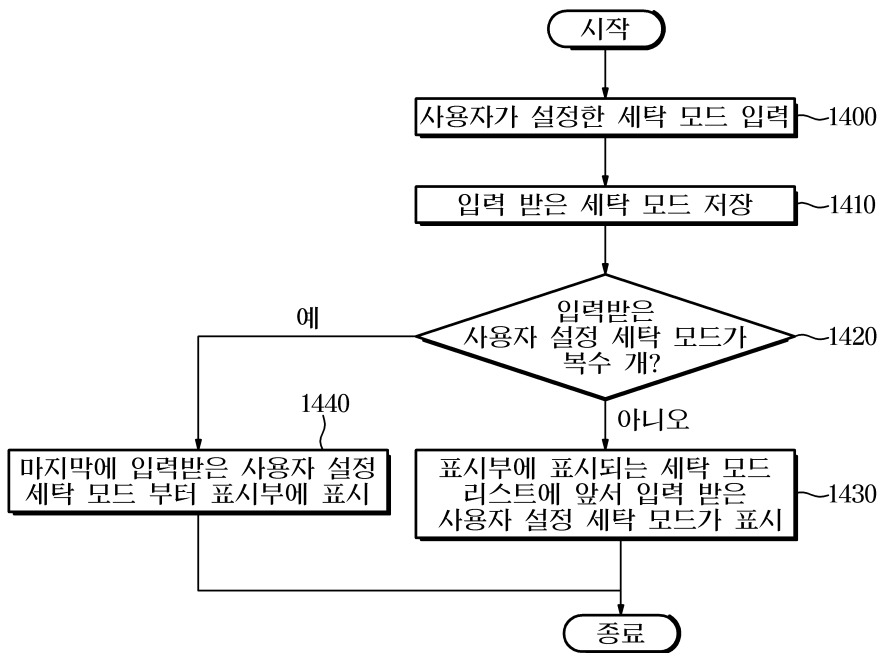 시작
사용자가 설정한 세탁 모드 입력
1400
입력 받은 세탁 모드 저장
1410
입력받은
사용자 설정 세탁 모드가
복수 개?
1420
예
아니오
1440
마지막에 입력받은 사용자 설정
세탁 모드 부터 표시부에 표시
표시부에 표시되는 세탁 모드
리스트에 앞서 입력 받은
사용자 설정 세탁 모드가 표시
1430
종료